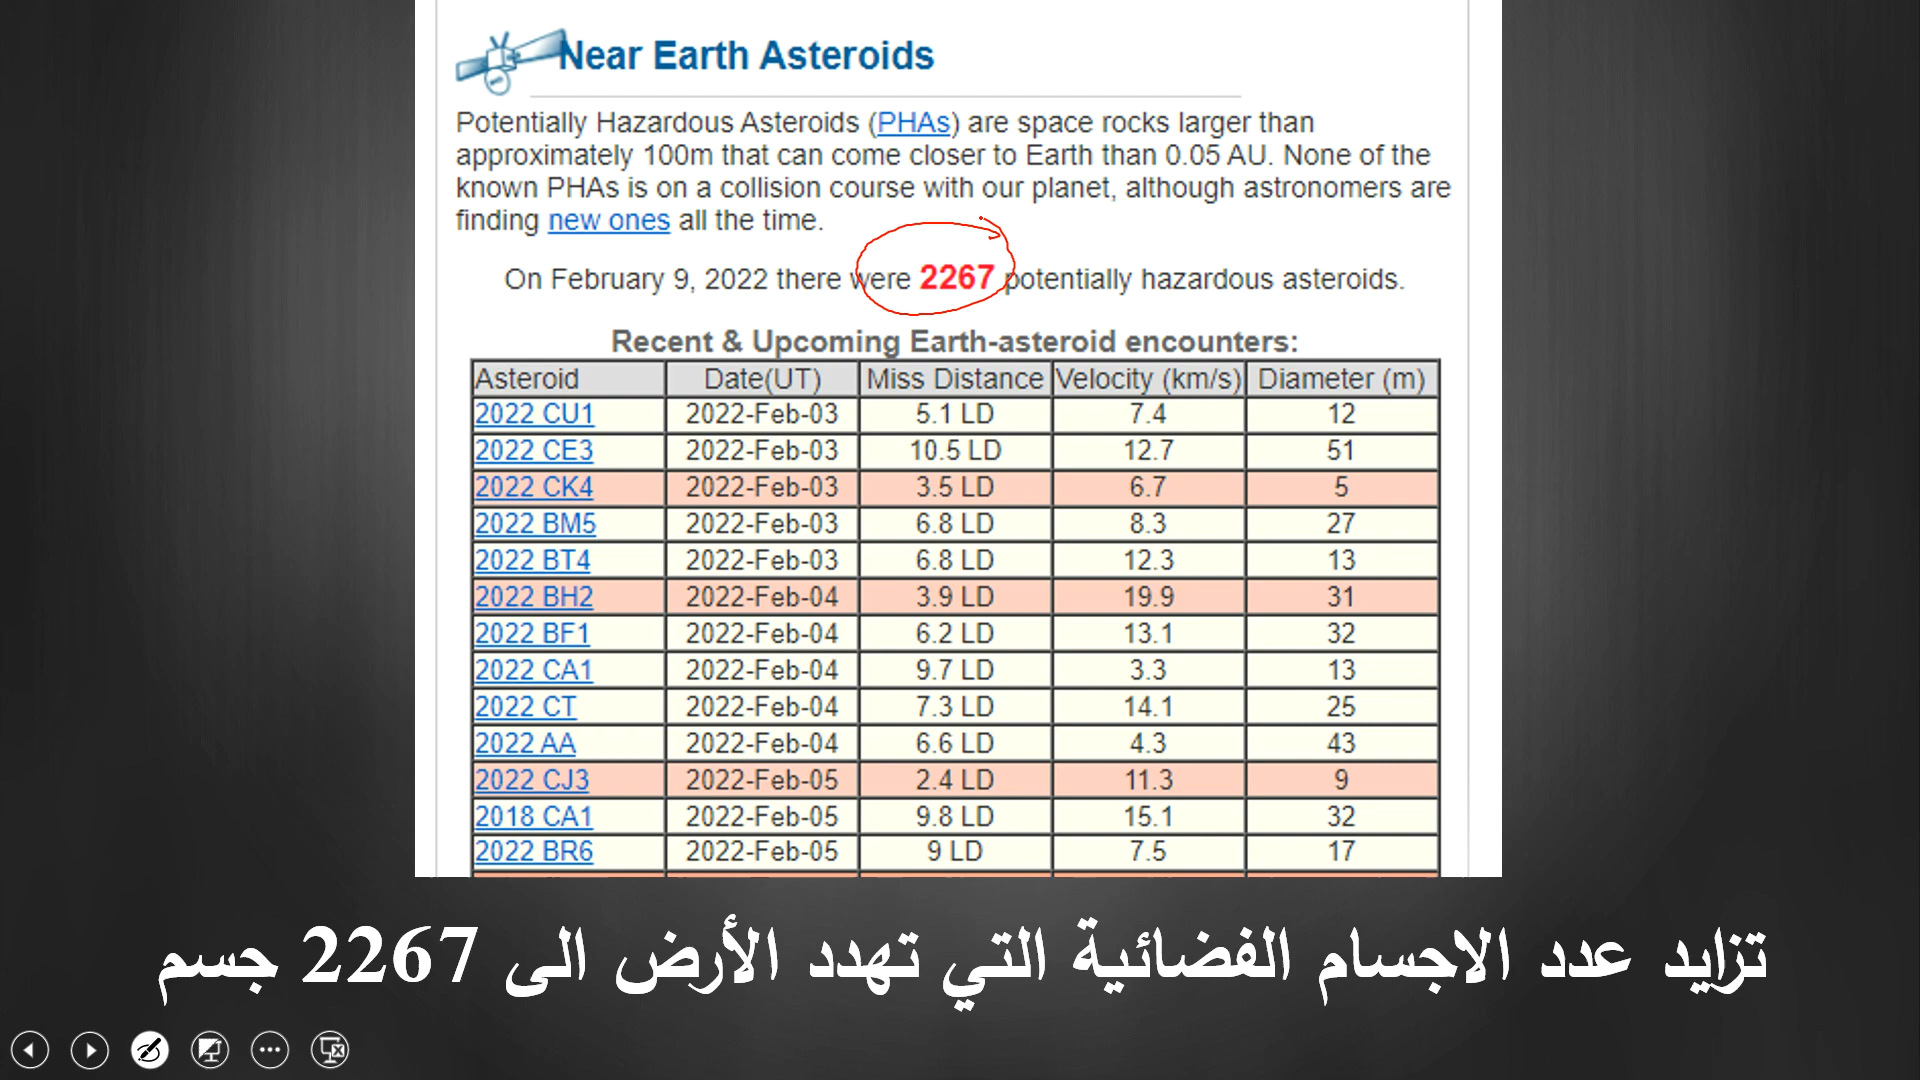 Near Earth Asteroids
Potentially Hazardous Asteroids (PHAs) are space rocks larger than
approximately 100m that can come closer to Earth than 0.05 AU. None of the
known PHAs is on a collision course with our planet, although astronomers are
finding new ones all the time.
On February 9, 2022 there were 2267 potentially hazardous asteroids.
Recent & Upcoming Earth-asteroid encounters:
Asteroid Date(UT) Miss Distance Velocity (km/s) Diameter (m)
2022 CU1 2022-Feb-03 5.1 LD 7.4 12
2022 CE3 2022-Feb-03 10.5 LD 12.7 51
2022 CK4 2022-Feb-03 3.5 LD 6.7 5
2022 BM5 2022-Feb-03 6.8 LD 8.3 27
2022 BT4 2022-Feb-03 6.8 LD 12.3 13
2022 BH2 2022-Feb-04 3.9 LD 19.9 31
2022 BF1 2022-Feb-04 6.2 LD 13.1 32
2022 CA1 2022-Feb-04 9.7 LD 3.3 13
2022 CT 2022-Feb-04 7.3 LD 14.1 25
2022 AA 2022-Feb-04 6.6 LD 4.3 43
2022 CJ3 2022-Feb-05 2.4 LD 11.3 9
2018 CA1 2022-Feb-05 9.8 LD 15.1 32
2022 BR6 2022-Feb-05 9 LD 7.5 17
تزايد عدد الاجسام الفضائية التي تهدد الأرض الى 2267 جسم